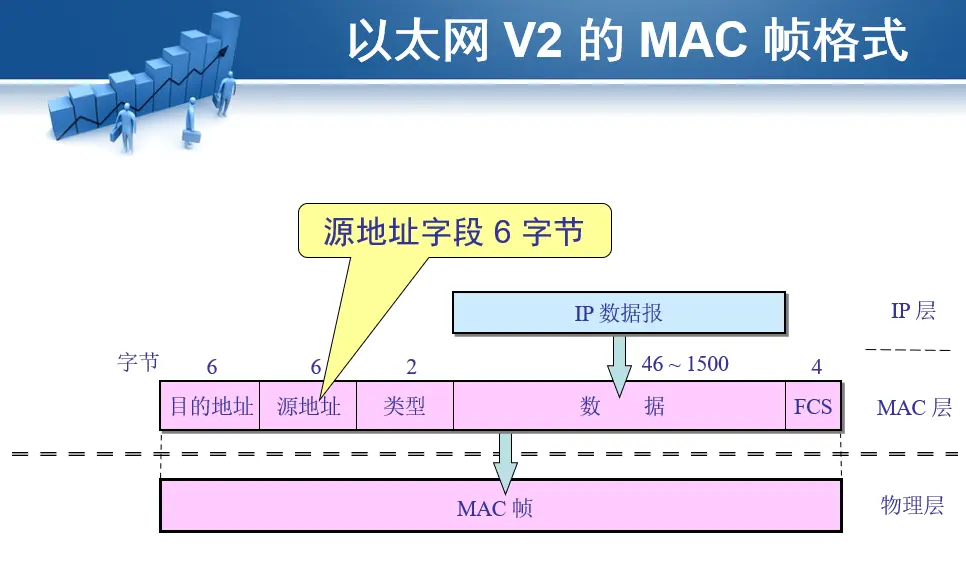 以太网 V2 的 MAC 帧格式
源地址字段 6 字节
IP 数据报
IP 层
字节
6
6
2
46 ~ 1500
4
目的地址
源地址
类型
数 据
FCS
MAC 层
MAC 帧
物理层